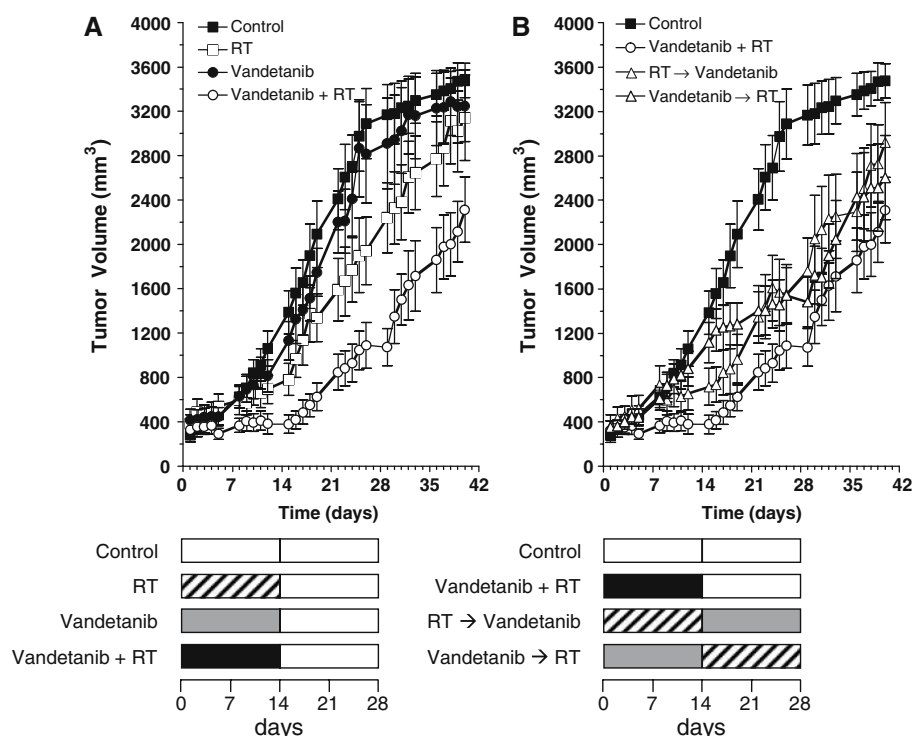 A
Control
RT
Vandetanib
Vandetanib + RT
Tumor Volume (mm3)
4000
3600
3200
2800
2400
2000
1600
1200
800
400
0
0 7 14 21 28 35 42
Time (days)
B
Control
Vandetanib + RT
RT → Vandetanib
Vandetanib → RT
Tumor Volume (mm3)
4000
3600
3200
2800
2400
2000
1600
1200
800
400
0
0 7 14 21 28 35 42
Time (days)
Control
RT
Vandetanib
Vandetanib + RT
0 7 14 21 28
days
Control
Vandetanib + RT
RT → Vandetanib
Vandetanib → RT
0 7 14 21 28
days